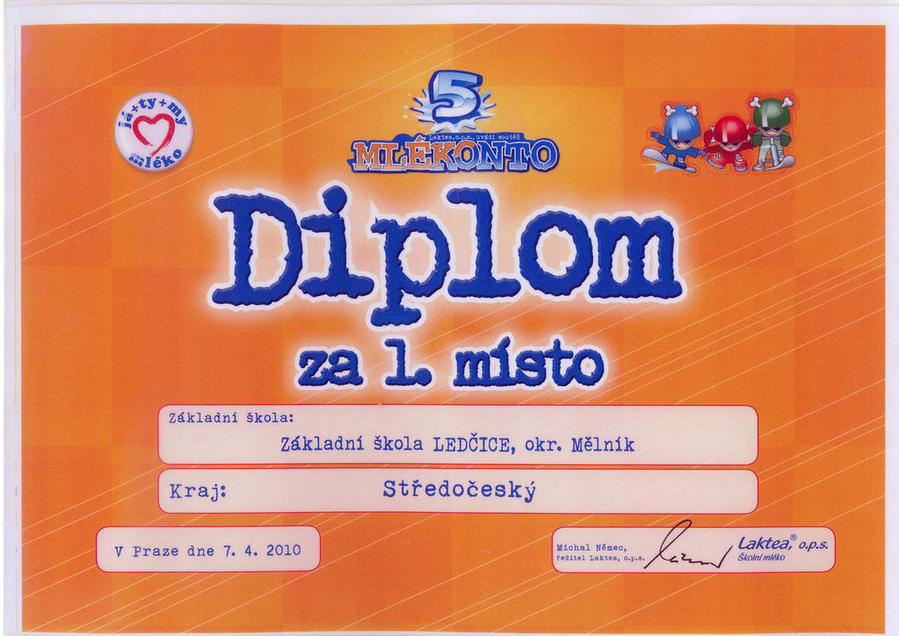 já+ty+my
mléko
5
Laktea, o.p.s., uvádí soutěž
MLÉKONTO
Diplom
za 1. místo
Základní škola:
Základní škola LEDČICE, okr. Mělník
Kraj:
Středočeský
V Praze dne 7. 4. 2010
Michal Němec,
ředitel Laktea, o.p.s.
Laktea,® o.p.s.
Školní mléko